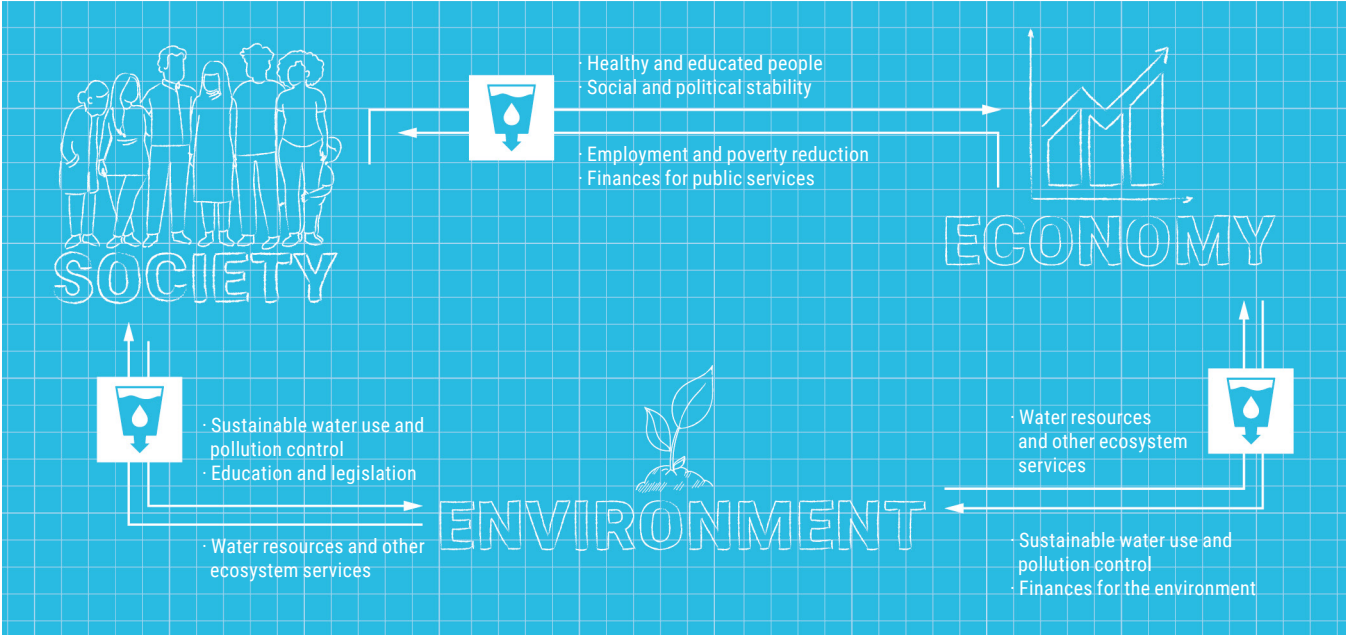 · Healthy and educated people
· Social and political stability
· Employment and poverty reduction
· Finances for public services
SOCIETY
ECONOMY
· Sustainable water use and
pollution control
· Education and legislation
· Water resources and other
ecosystem services
ENVIRONMENT
· Water resources
and other ecosystem
services
· Sustainable water use and
pollution control
· Finances for the environment